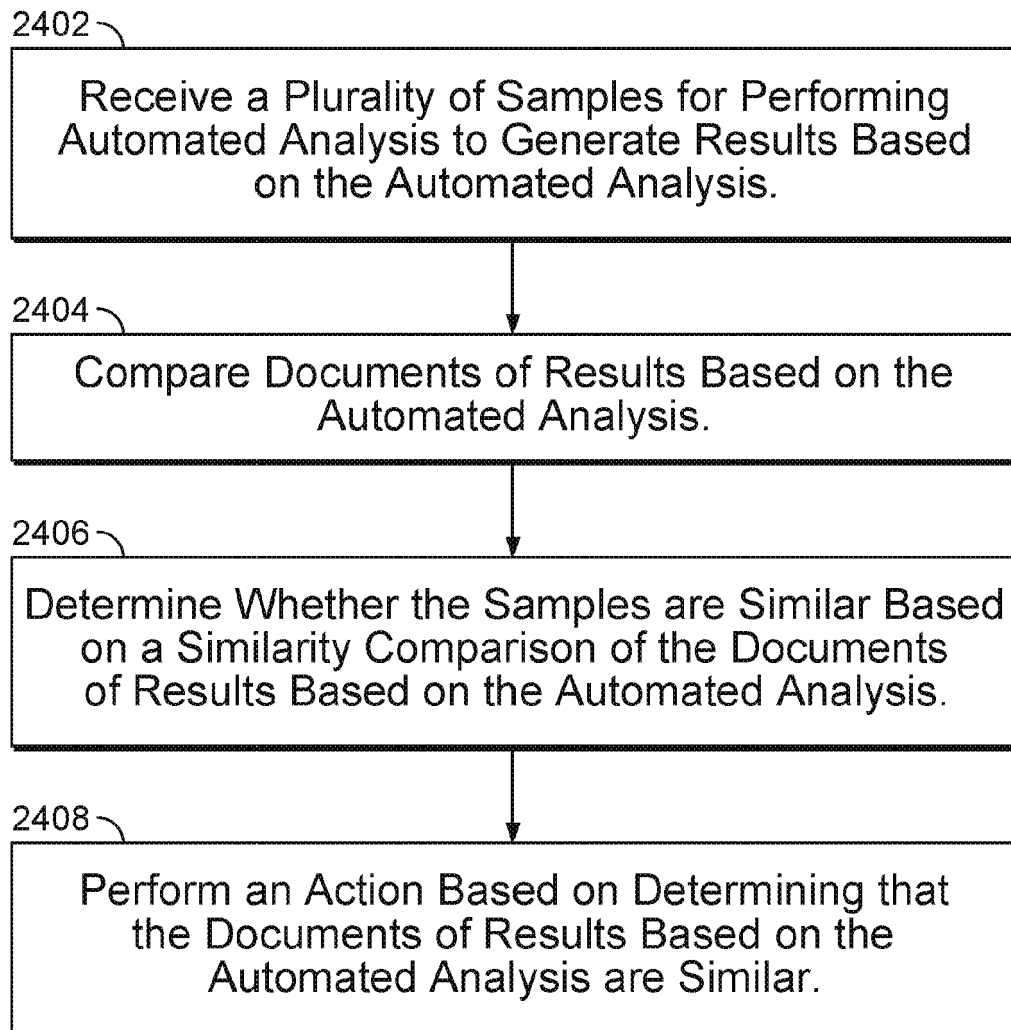 2402
Receive a Plurality of Samples for Performing
Automated Analysis to Generate Results Based
on the Automated Analysis.
2404
Compare Documents of Results Based on the
Automated Analysis.
2406
Determine Whether the Samples are Similar Based
on a Similarity Comparison of the Documents
of Results Based on the Automated Analysis.
2408
Perform an Action Based on Determining that
the Documents of Results Based on the
Automated Analysis are Similar.